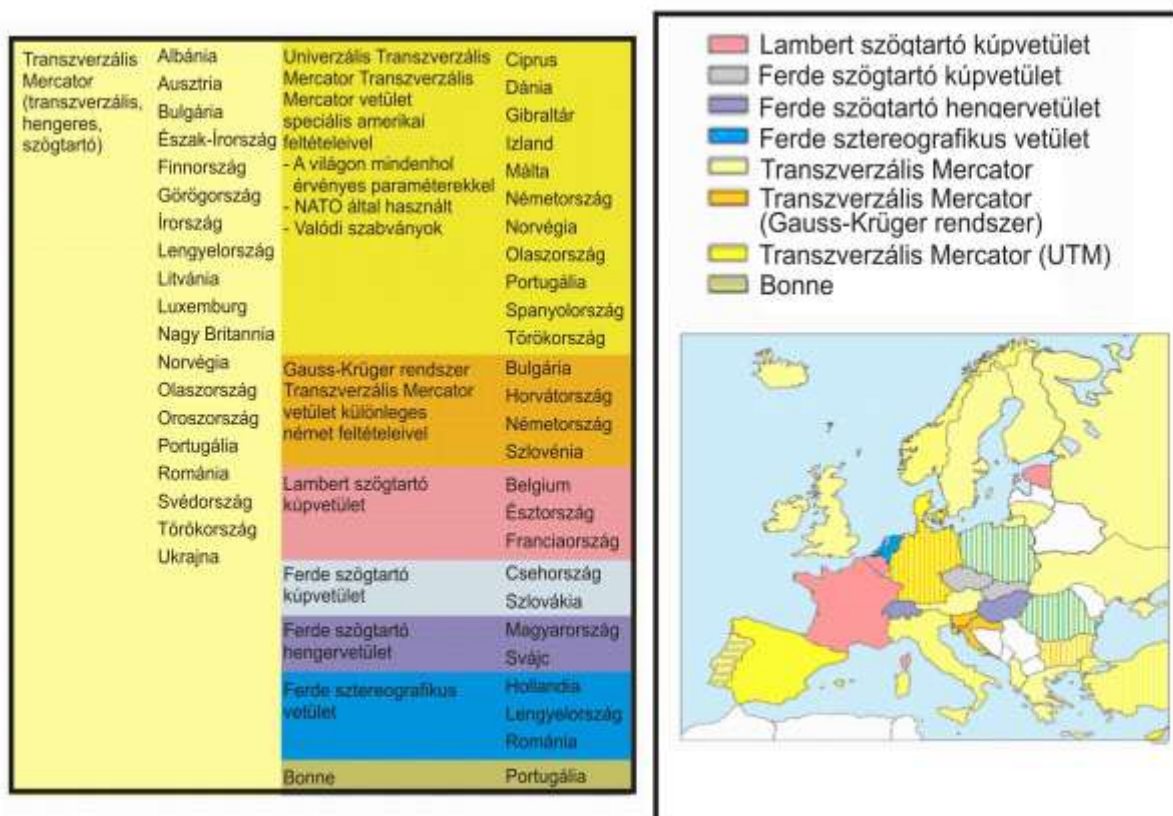 Transzverzális
Mercator
(transzverzális,
hengeres,
szögtartó)
Albánia
Ausztria
Bulgária
Észak-Írország
Finnország
Görögország
Írország
Lengyelország
Litvánia
Luxemburg
Nagy Britannia
Norvégia
Olaszország
Oroszország
Portugália
Románia
Svédország
Törökország
Ukrajna
Univerzális Transzverzális
Mercator Transzverzális
Mercator vetület
speciális amerikai
feltételeivel
- A világon mindenhol
érvényes paraméterekkel
- NATO által használt
- Valódi szabványok
Ciprus
Dánia
Gibraltár
Izland
Málta
Németország
Norvégia
Olaszország
Portugália
Spanyolország
Törökország
Gauss-Krüger rendszer
Transzverzális Mercator
vetület különleges
német feltételeivel
Bulgária
Horvátország
Németország
Szlovénia
Lambert szögtartó
kúpvetület
Belgium
Észtország
Franciaország
Ferde szögtartó
kúpvetület
Csehország
Szlovákia
Ferde szögtartó
hengervetület
Magyarország
Svájc
Ferde sztereografikus
vetület
Hollandia
Lengyelország
Románia
Bonne
Portugália
Lambert szögtartó kúpvetület
Ferde szögtartó kúpvetület
Ferde szögtartó hengervetület
Ferde sztereografikus vetület
Transzverzális Mercator
Transzverzális Mercator
(Gauss-Krüger rendszer)
Transzverzális Mercator (UTM)
Bonne